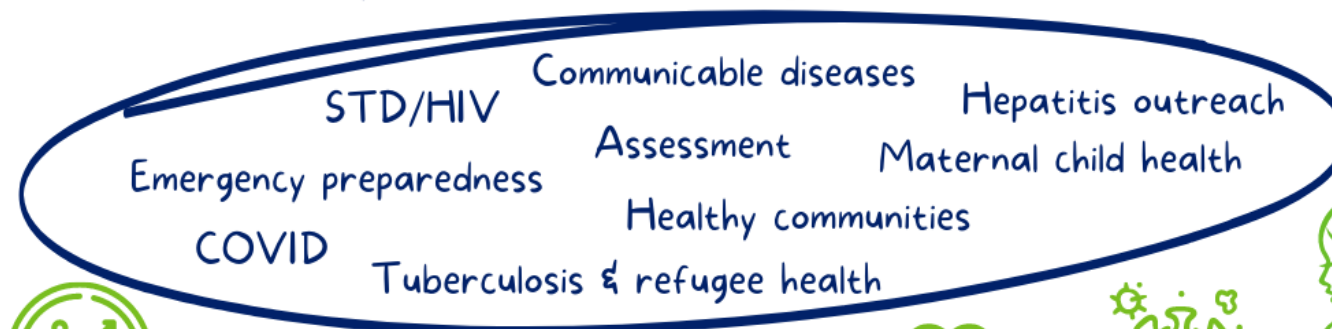 Communicable diseases
STD/HIV
Hepatitis outreach
Assessment
Maternal child health
Emergency preparedness
Healthy communities
COVID
Tuberculosis & refugee health